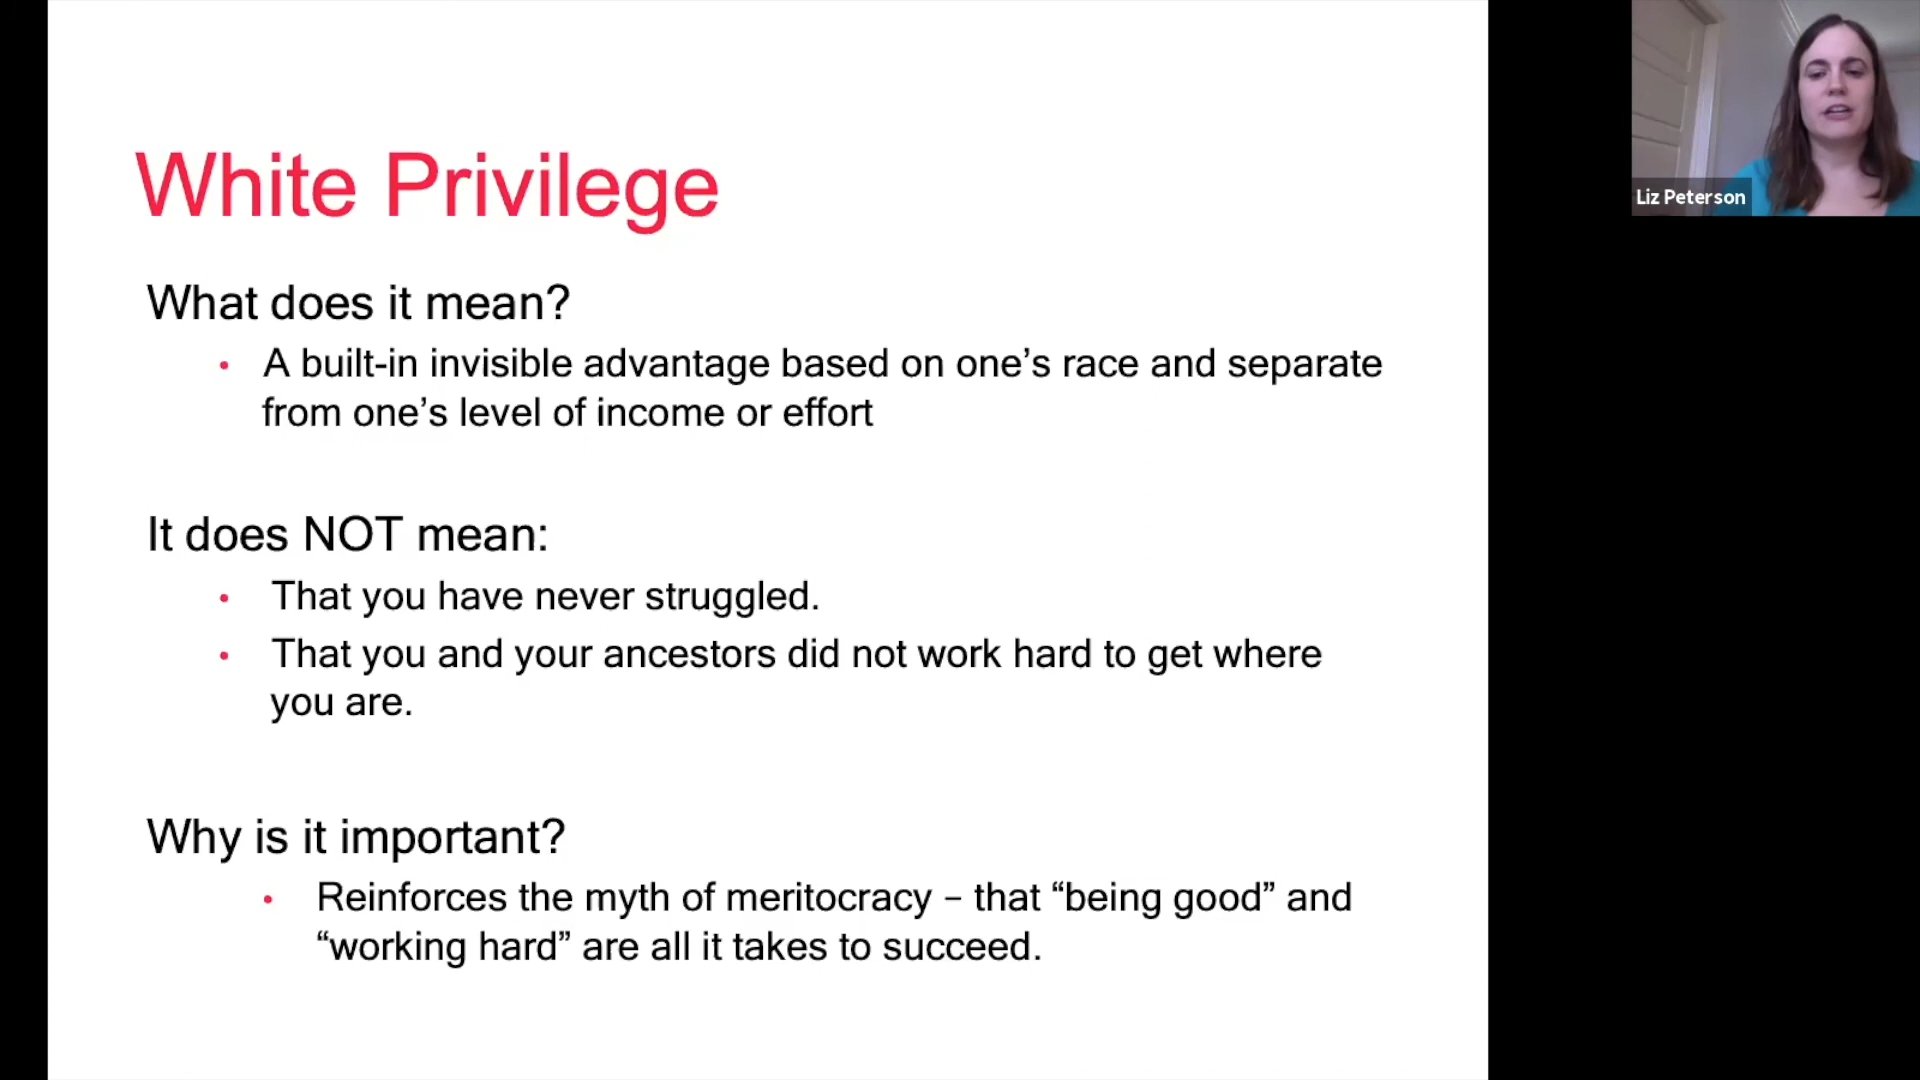 White Privilege
What does it mean?
• A built-in invisible advantage based on one’s race and separate
from one’s level of income or effort
It does NOT mean:
• That you have never struggled.
• That you and your ancestors did not work hard to get where
you are.
Why is it important?
• Reinforces the myth of meritocracy – that “being good” and
“working hard” are all it takes to succeed.
Liz Peterson